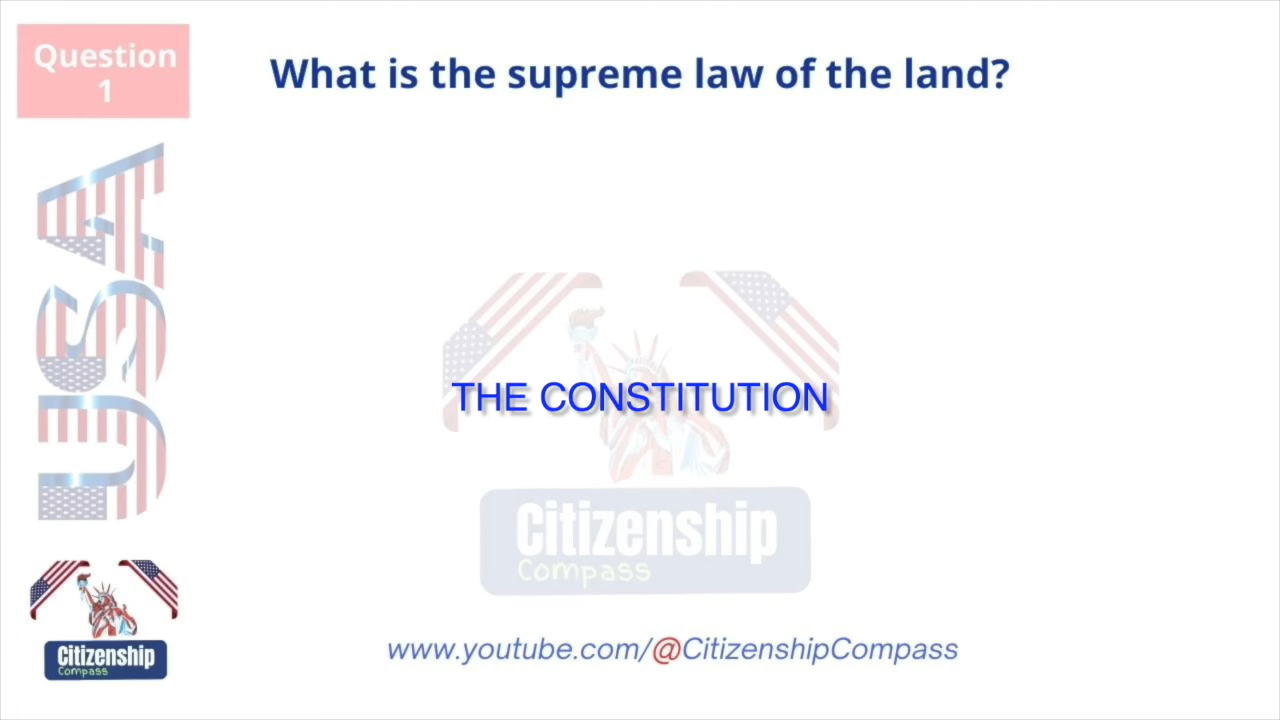 Question
1
What is the supreme law of the land?
USA
THE CONSTITUTION
Citizenship
Compass
Citizenship
Compass
www.youtube.com/@CitizenshipCompass